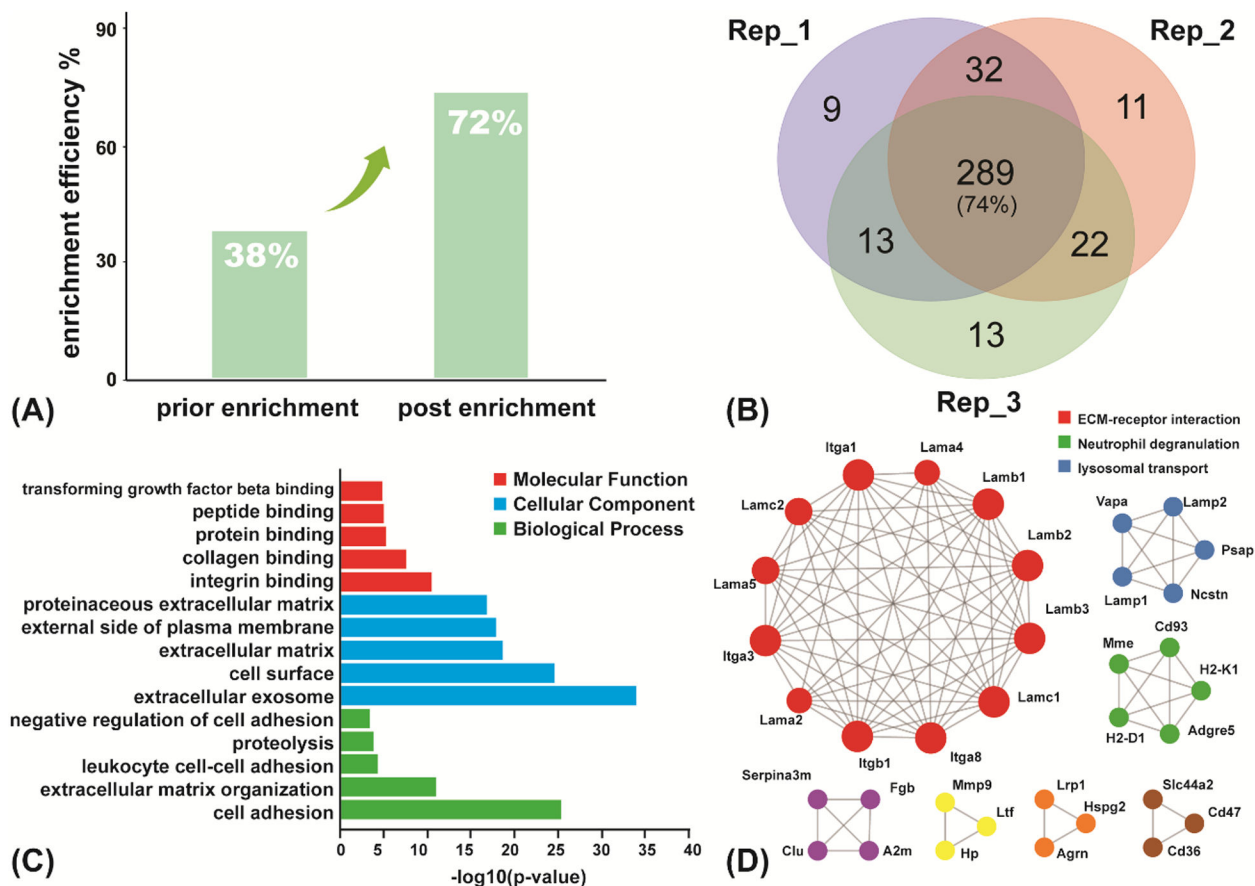 90
60
30
0
enrichment efficiency %
38%
72%
prior enrichment
post enrichment
(A)
Rep_1
Rep_2
32
9
11
289
(74%)
13
22
13
Rep_3
(B)
Molecular Function
Cellular Component
Biological Process
transforming growth factor beta binding
peptide binding
protein binding
collagen binding
integrin binding
proteinaceous extracellular matrix
external side of plasma membrane
extracellular matrix
cell surface
extracellular exosome
negative regulation of cell adhesion
proteolysis
leukocyte cell-cell adhesion
extracellular matrix organization
cell adhesion
0 5 10 15 20 25 30 35 40
-log10(p-value)
(C)
ECM-receptor interaction
Neutrophil degranulation
lysosomal transport
Itga1
Lama4
Lamb1
Lamc2
Lamb2
Lama5
Lamb3
Itga3
Lamc1
Lama2
Itgb1
Itga8
Vapa
Lamp2
Psap
Lamp1
Ncstn
Cd93
Mme
H2-K1
H2-D1
Adgre5
Serpina3m
Fgb
Clu
A2m
Mmp9
Ltf
Hp
Lrp1
Hspg2
Agrn
Slc44a2
Cd47
Cd36
(D)